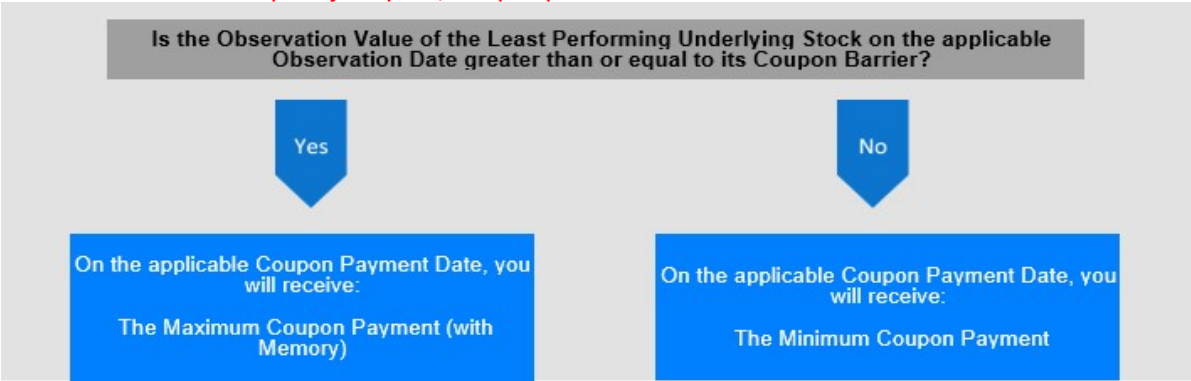 Is the Observation Value of the Least Performing Underlying Stock on the applicable
Observation Date greater than or equal to its Coupon Barrier?
Yes
No
On the applicable Coupon Payment Date, you
will receive:
The Maximum Coupon Payment (with
Memory)
On the applicable Coupon Payment Date, you
will receive:
The Minimum Coupon Payment